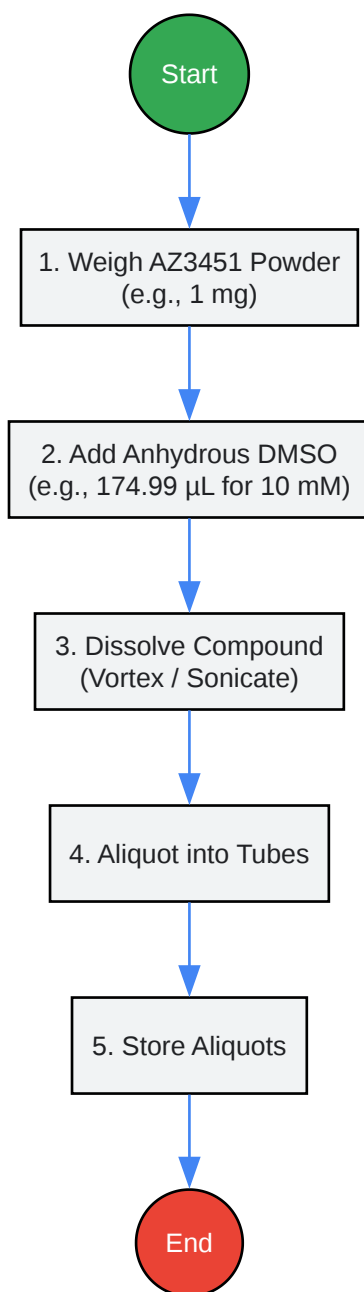 Start
1. Weigh AZ3451 Powder
(e.g., 1 mg)
2. Add Anhydrous DMSO
(e.g., 174.99 µL for 10 mM)
3. Dissolve Compound
(Vortex / Sonicate)
4. Aliquot into Tubes
5. Store Aliquots
End